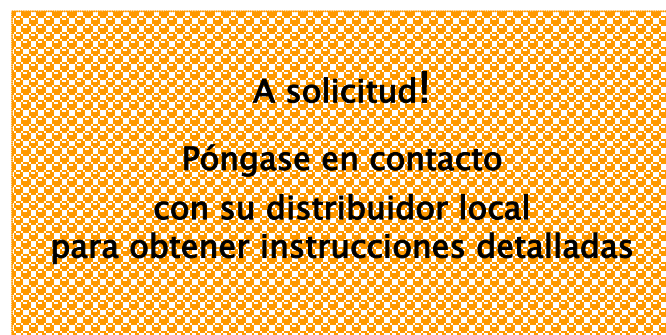 A solicitud!
Póngase en contacto
con su distribuidor local
para obtener instrucciones detalladas